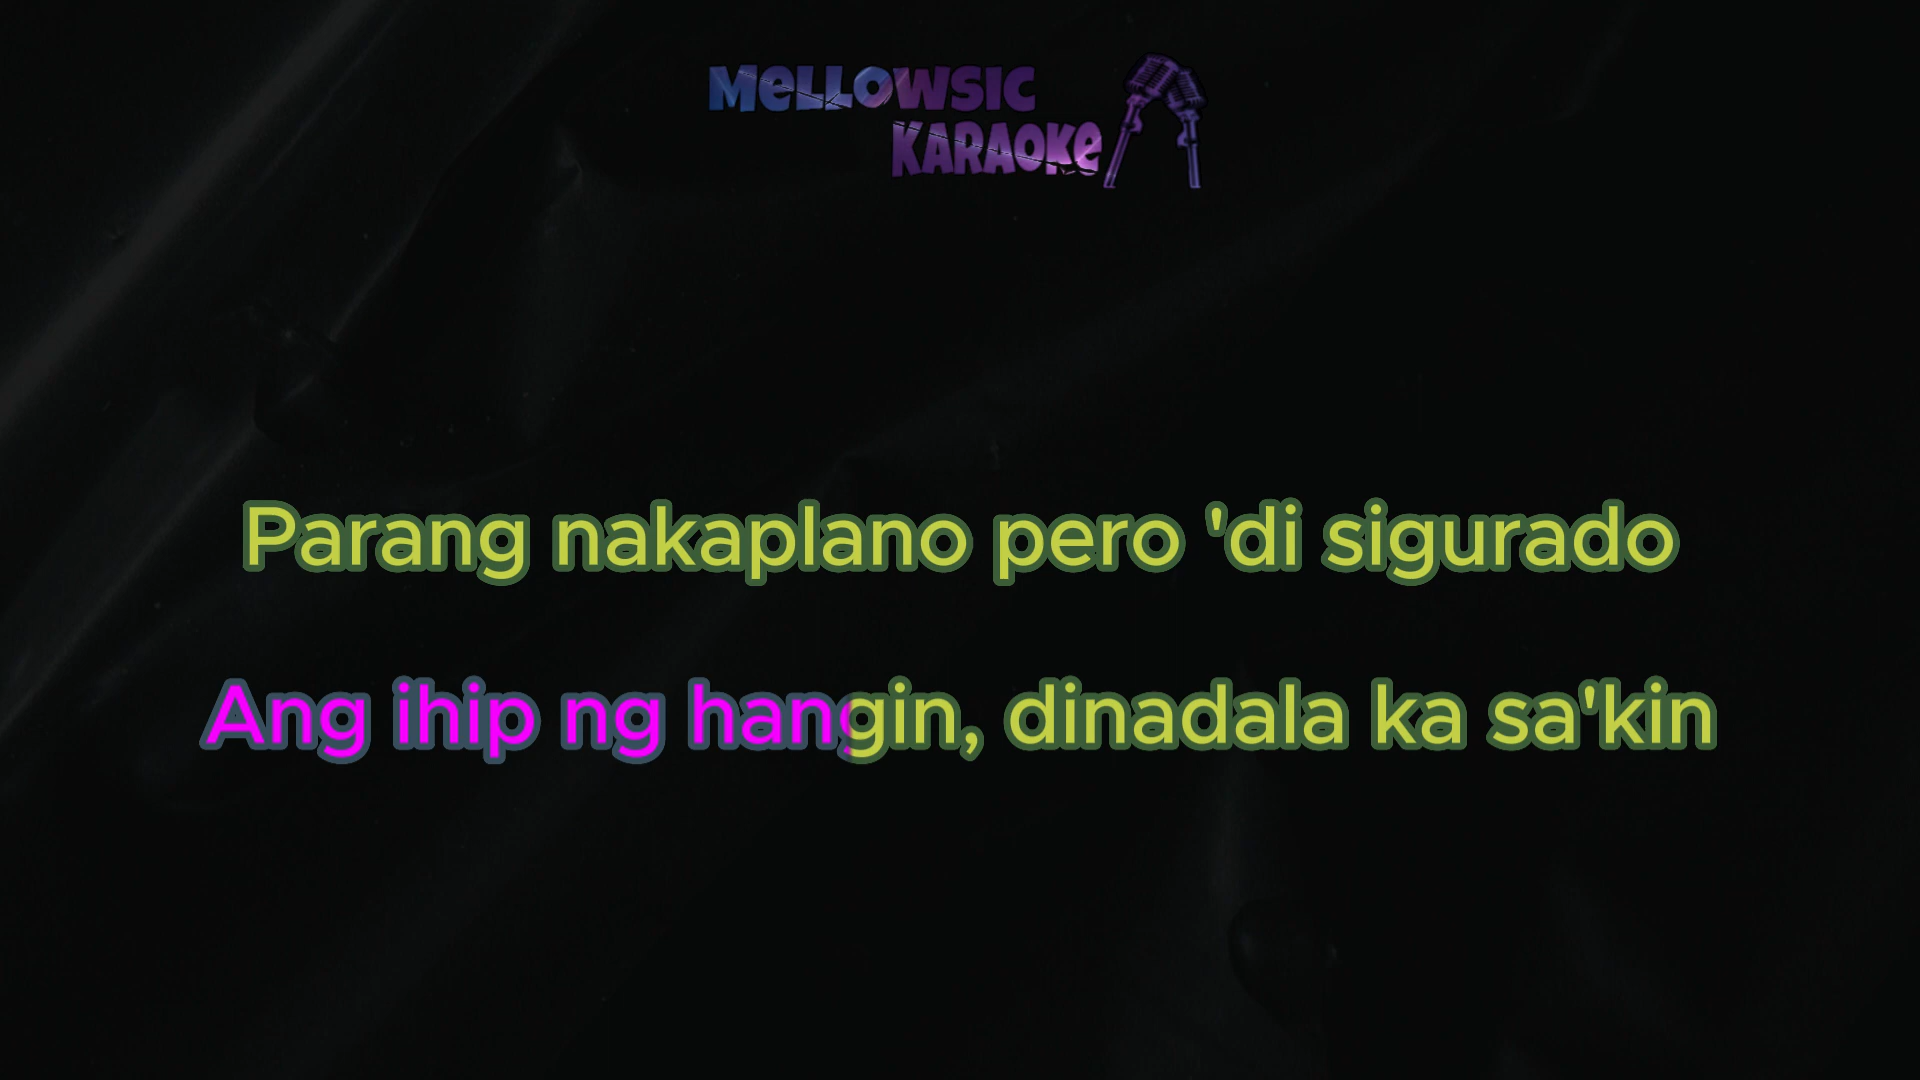 MELLOWSIC
KARAOKE
Parang nakaplano pero 'di sigurado
Ang ihip ng hangin, dinadala ka sa'kin